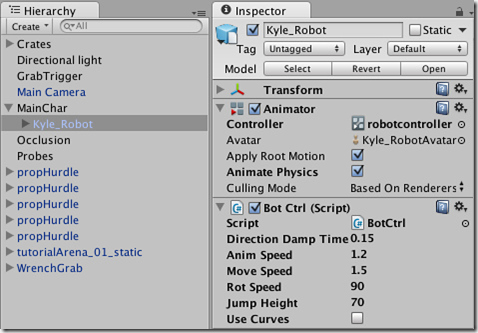 Hierarchy
Create
All
Crates
Directional light
GrabTrigger
Main Camera
MainChar
Kyle_Robot
Occlusion
Probes
propHurdle
propHurdle
propHurdle
propHurdle
propHurdle
tutorialArena_01_static
WrenchGrab
Inspector
Kyle_Robot Static
Tag Untagged Layer Default
Model Select Revert Open
Transform
Animator
Controller robotcontroller
Avatar Kyle_RobotAvatar
Apply Root Motion
Animate Physics
Culling Mode Based On Renderers
Bot Ctrl (Script)
Script BotCtrl
Direction Damp Time 0.15
Anim Speed 1.2
Move Speed 1.5
Rot Speed 90
Jump Height 70
Use Curves